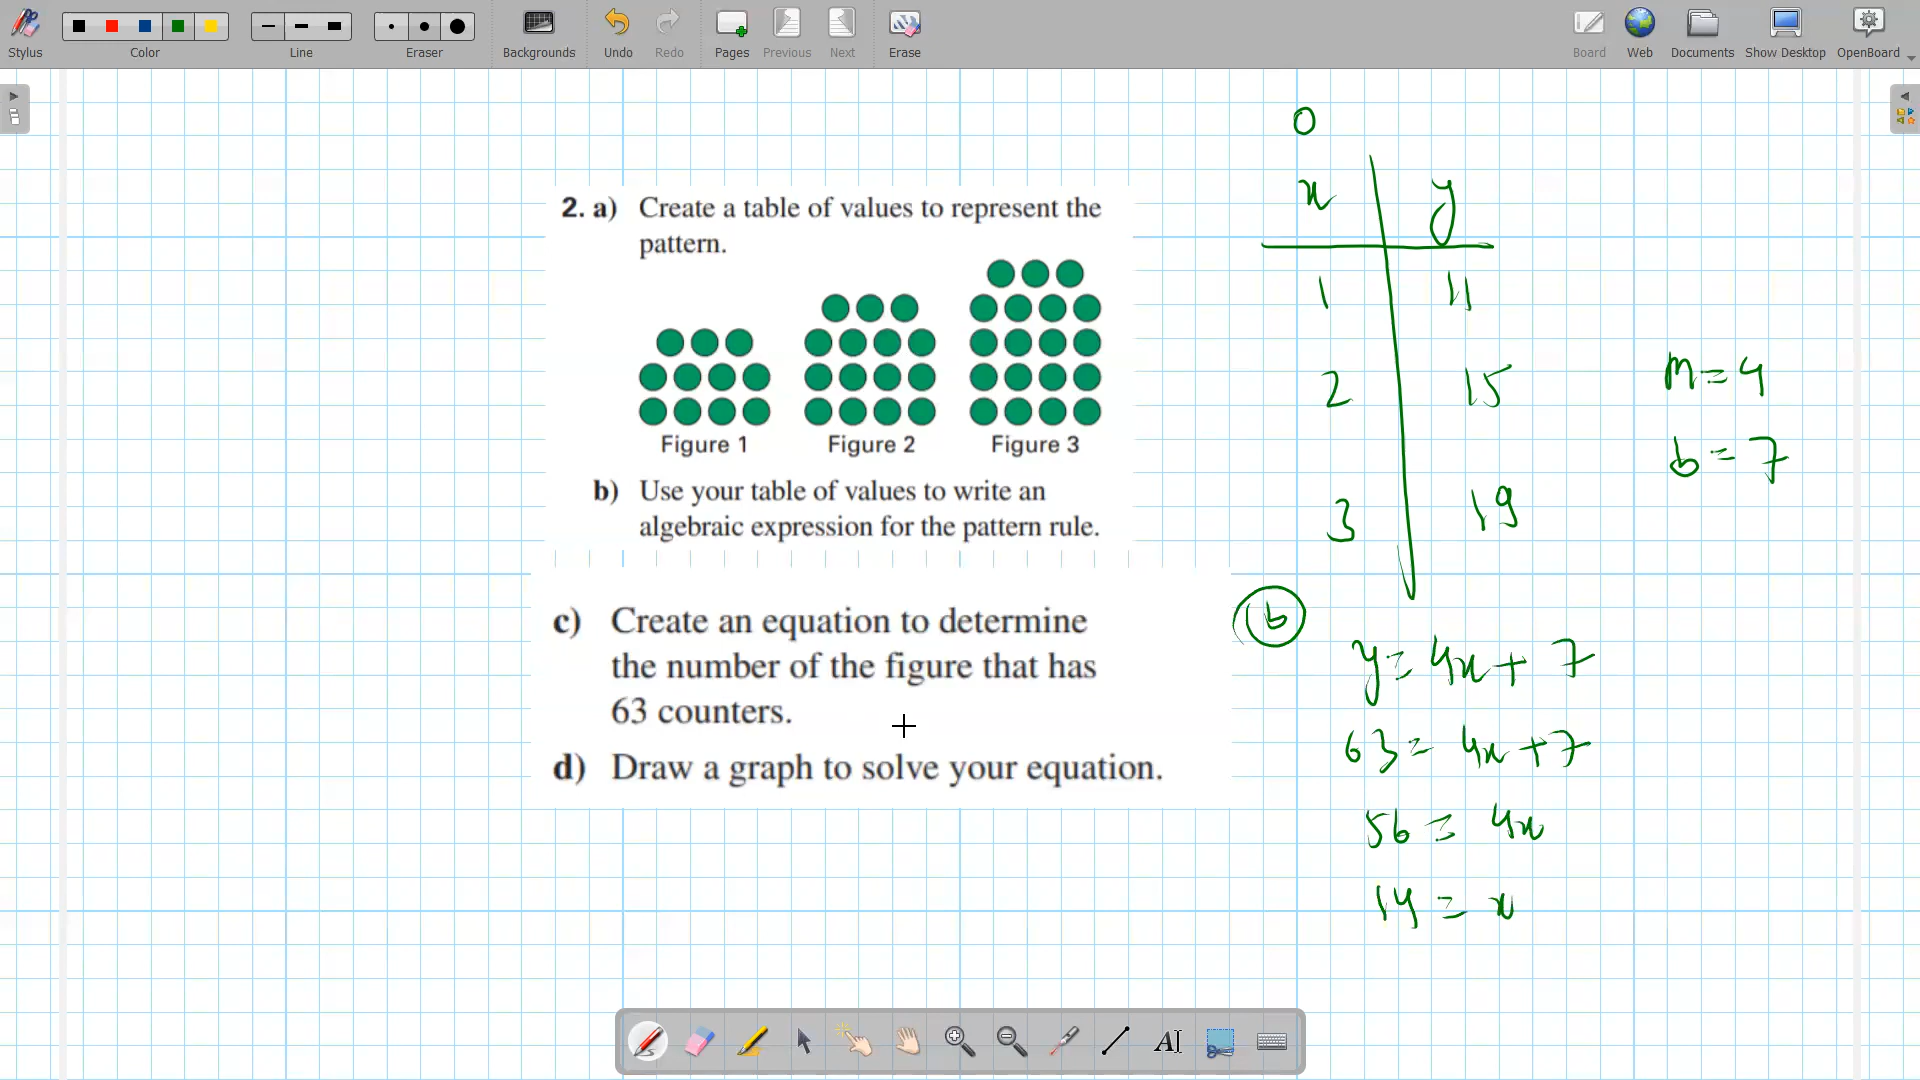 Stylus
Color
Line
Eraser
Backgrounds
Undo
Redo
Pages
Previous
Next
Erase
Board
Web
Documents
Show Desktop
OpenBoard
2. a) Create a table of values to represent the
pattern.
Figure 1
Figure 2
Figure 3
b) Use your table of values to write an
algebraic expression for the pattern rule.
c) Create an equation to determine
the number of the figure that has
63 counters.
d) Draw a graph to solve your equation.
0
x y
1 11
2 15
3 19
m = 4
b = 7
b
y = 4x + 7
63 = 4x + 7
56 = 4x
14 = x